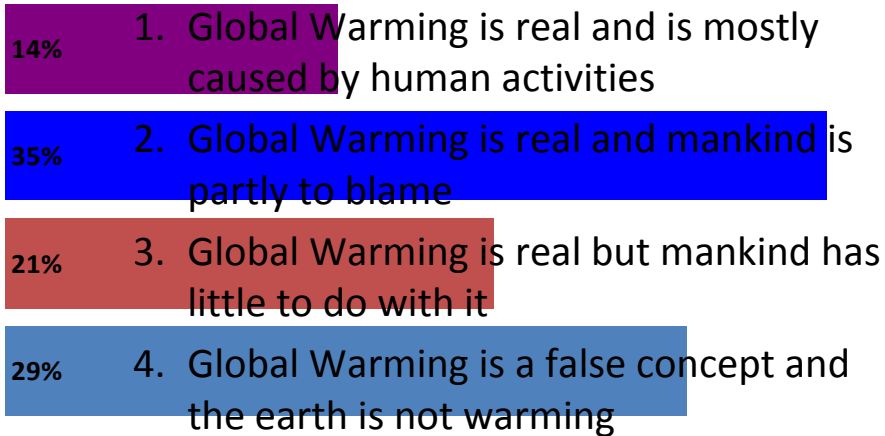 1. Global Warming is real and is mostly
14%
caused by human activities
2. Global Warming is real and mankind is
35%
partly to blame
3. Global Warming is real but mankind has
21%
little to do with it
4. Global Warming is a false concept and
29%
the earth is not warming